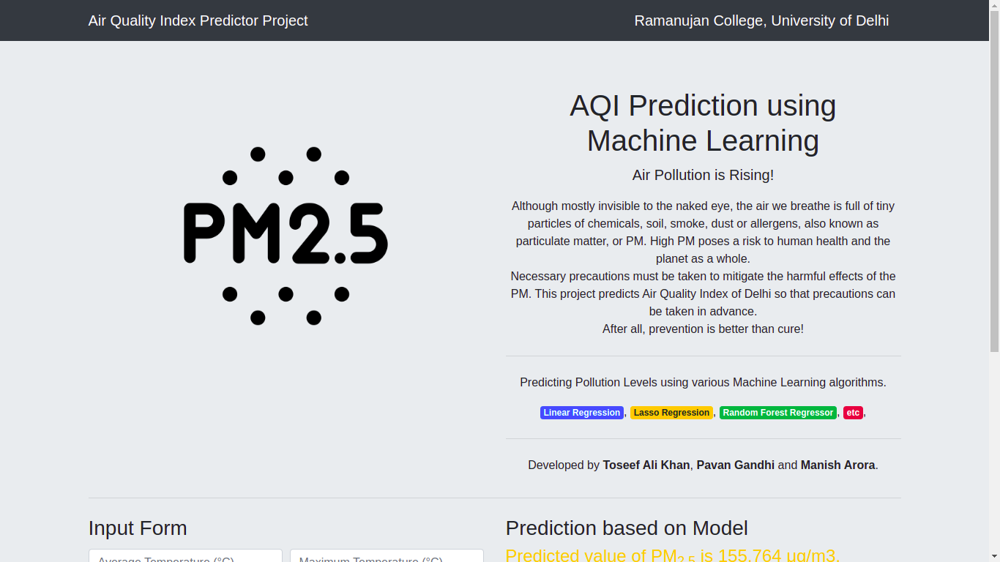 Air Quality Index Predictor Project
Ramanujan College, University of Delhi
PM2.5
AQI Prediction using
Machine Learning
Air Pollution is Rising!
Although mostly invisible to the naked eye, the air we breathe is full of tiny
particles of chemicals, soil, smoke, dust or allergens, also known as
particulate matter, or PM. High PM poses a risk to human health and the
planet as a whole.
Necessary precautions must be taken to mitigate the harmful effects of the
PM. This project predicts Air Quality Index of Delhi so that precautions can
be taken in advance.
After all, prevention is better than cure!
Predicting Pollution Levels using various Machine Learning algorithms.
Linear Regression, Lasso Regression, Random Forest Regressor, etc,
Developed by Toseef Ali Khan, Pavan Gandhi and Manish Arora.
Input Form
Average Temperature (°C)
Maximum Temperature (°C)
Prediction based on Model
Predicted value of PM2.5 is 155.764 µg/m3.